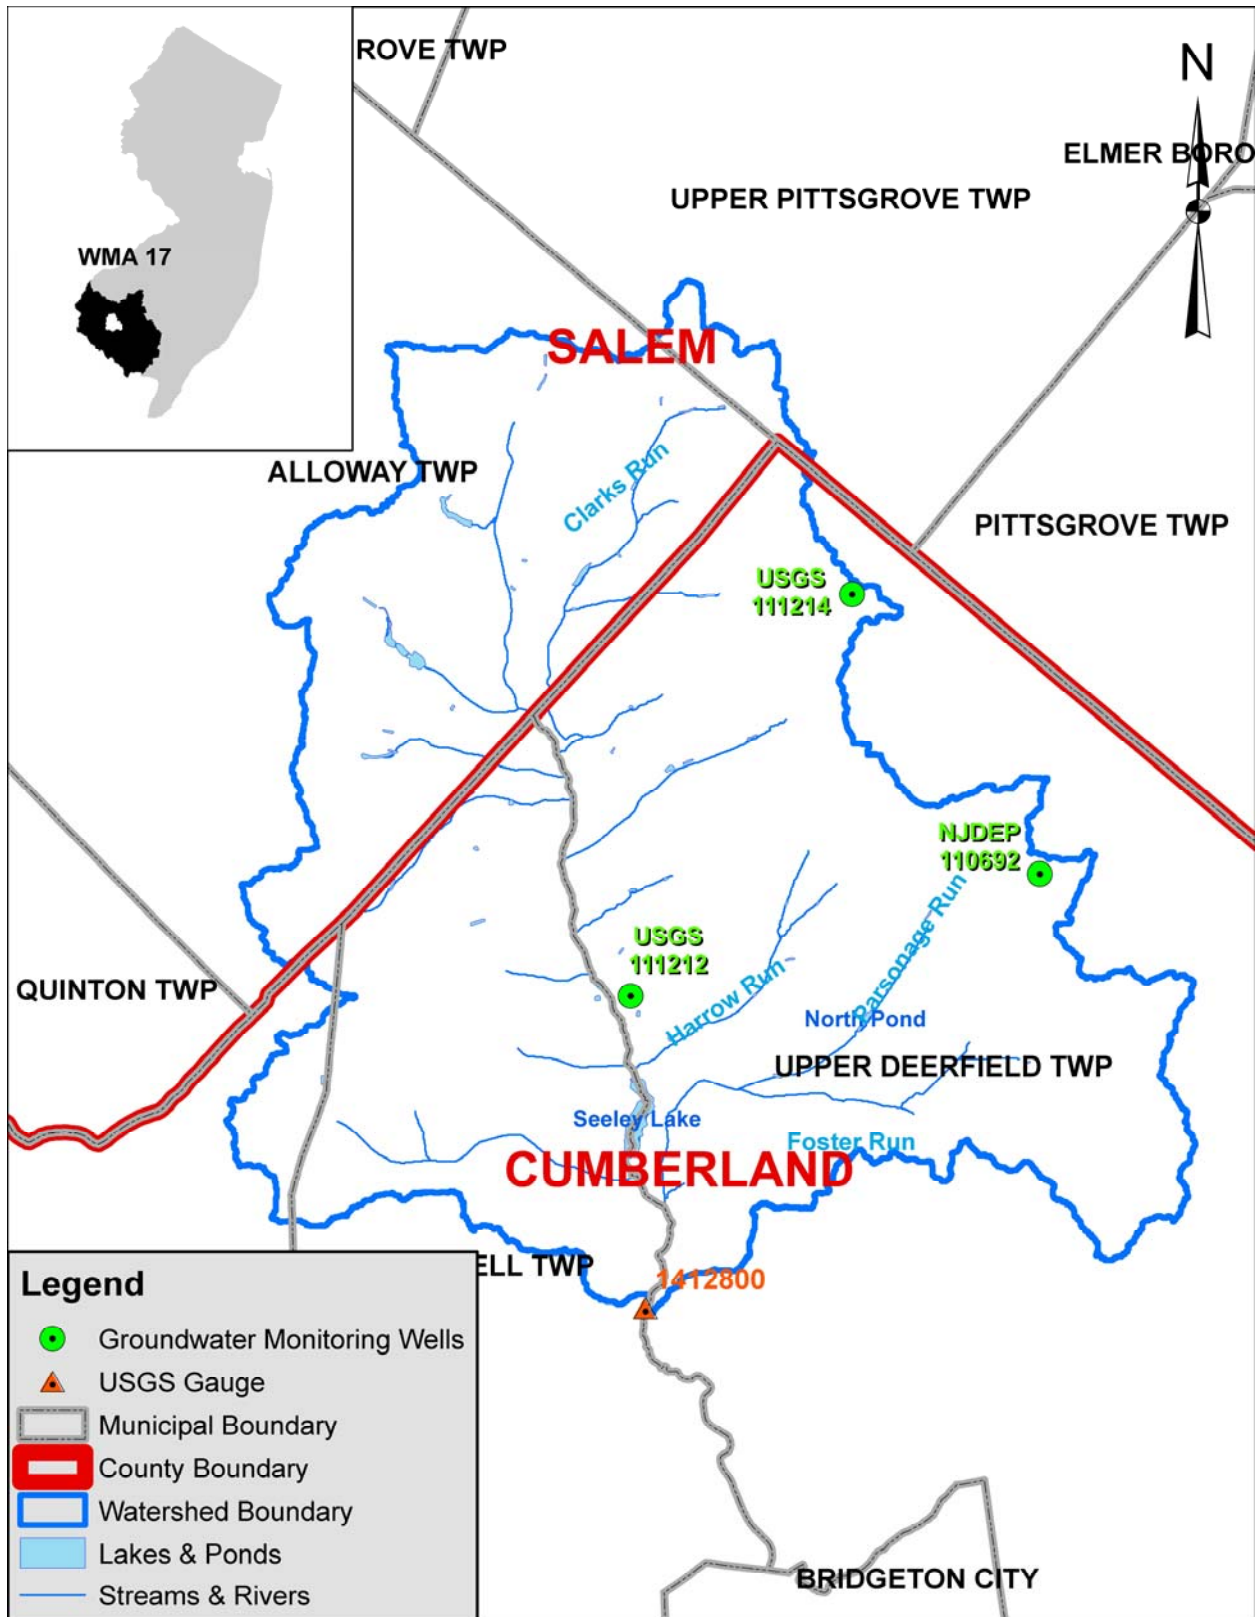 ROVE TWP
N
ELMER BORO
UPPER PITTSGROVE TWP
WMA 17
SALEM
ALLOWAY TWP
Clarks Run
PITTSGROVE TWP
USGS
111214
NJDEP
110692
Parsonage Run
USGS
111212
QUINTON TWP
Harrow Run
North Pond
UPPER DEERFIELD TWP
Seeley Lake
Foster Run
CUMBERLAND
ELL TWP
1412800
Legend
Groundwater Monitoring Wells
USGS Gauge
Municipal Boundary
County Boundary
Watershed Boundary
Lakes & Ponds
Streams & Rivers
BRIDGETON CITY